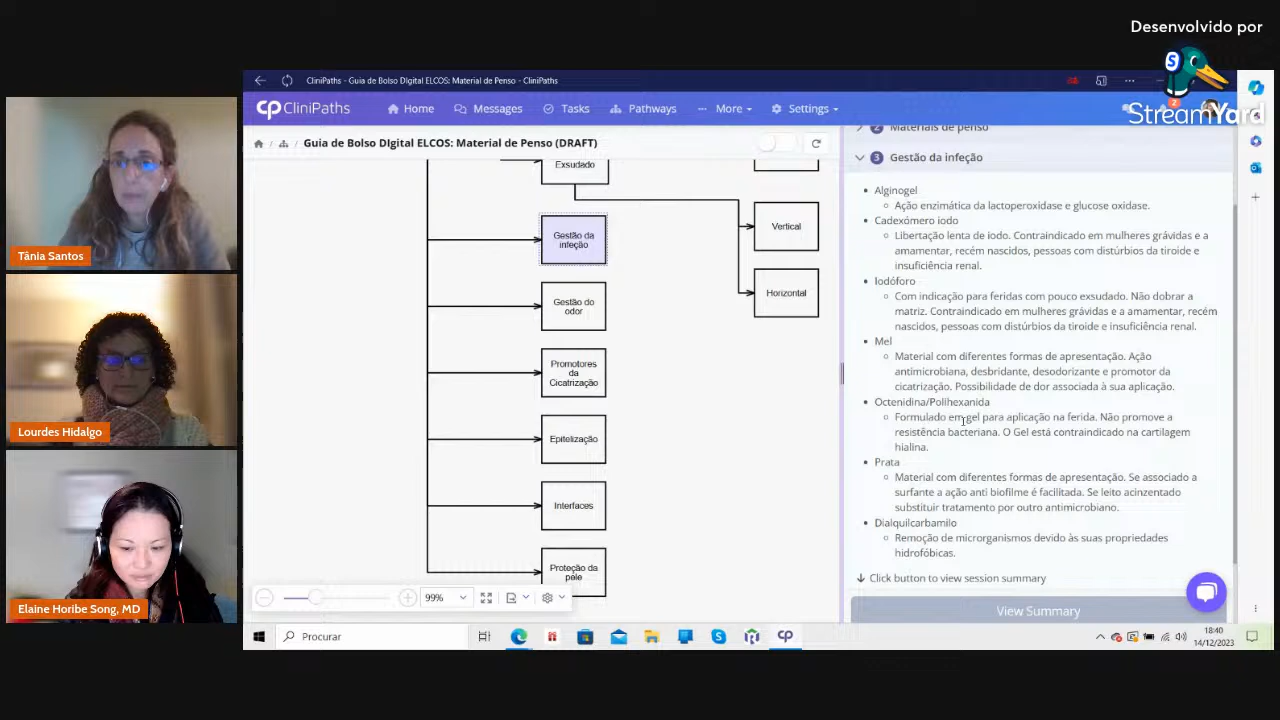 Desenvolvido por
StreamYard
CliniPaths - Guia de Bolso DIgital ELCOS: Material de Penso - CliniPaths
CliniPaths
Home
Messages
Tasks
Pathways
More
Settings
Guia de Bolso DIgital ELCOS: Material de Penso (DRAFT)
Exsudado
Gestão da
infeção
Gestão do
odor
Promotores
da
Cicatrização
Epitelização
Interfaces
Proteção da
pele
Vertical
Horizontal
99%
2 Materiais de penso
3 Gestão da infeção
Alginogel
Ação enzimática da lactoperoxidase e glucose oxidase.
Cadexómero iodo
Libertação lenta de iodo. Contraindicado em mulheres grávidas e a
amamentar, recém nascidos, pessoas com distúrbios da tiroide e
insuficiência renal.
Iodóforo
Com indicação para feridas com pouco exsudado. Não dobrar a
matriz. Contraindicado em mulheres grávidas e a amamentar, recém
nascidos, pessoas com distúrbios da tiroide e insuficiência renal.
Mel
Material com diferentes formas de apresentação. Ação
antimicrobiana, desbridante, desodorizante e promotor da
cicatrização. Possibilidade de dor associada à sua aplicação.
Octenidina/Polihexanida
Formulado em gel para aplicação na ferida. Não promove a
resistência bacteriana. O Gel está contraindicado na cartilagem
hialina.
Prata
Material com diferentes formas de apresentação. Se associado a
surfante a ação anti biofilme é facilitada. Se leito acinzentado
substituir tratamento por outro antimicrobiano.
Dialquilcarbamilo
Remoção de microrganismos devido às suas propriedades
hidrofóbicas.
Click button to view session summary
View Summary
Tânia Santos
Lourdes Hidalgo
Elaine Horibe Song, MD
Procurar
18:40
14/12/2023